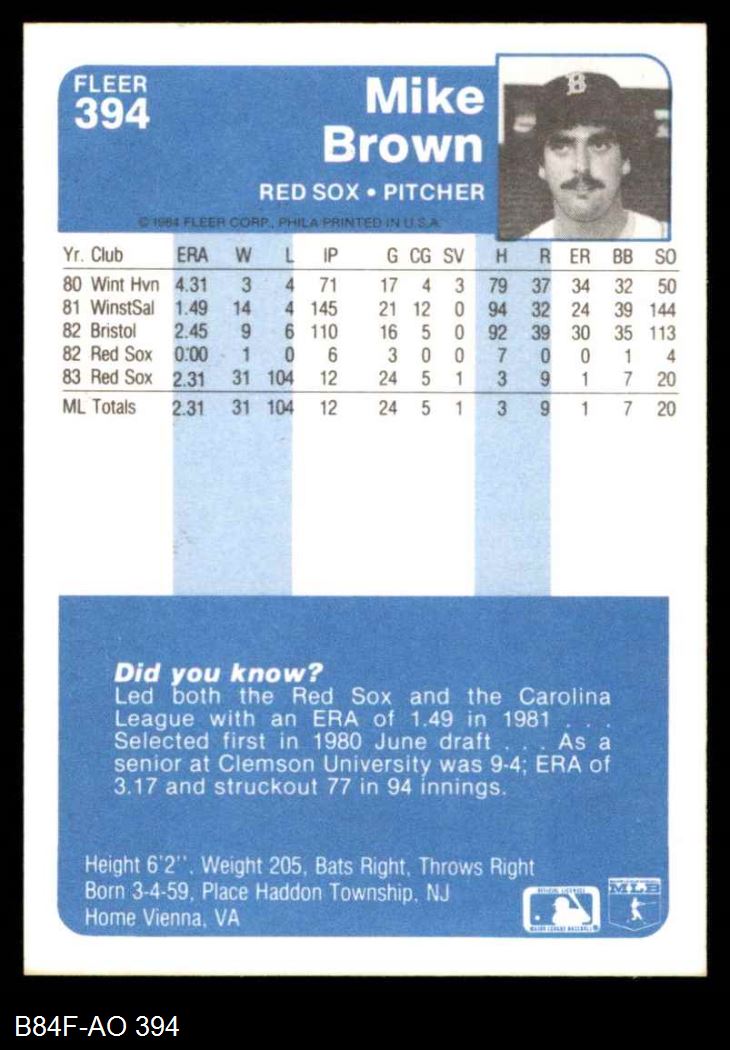 FLEER
394
Mike
Brown
RED SOX • PITCHER
B
© 1984 FLEER CORP., PHILA PRINTED IN U.S.A.
Yr. Club ERA W L IP G CG SV H R ER BB SO
80 Wint Hvn 4.31 3 4 71 17 4 3 79 37 34 32 50
81 WinstSal 1.49 14 4 145 21 12 0 94 32 24 39 144
82 Bristol 2.45 9 6 110 16 5 0 92 39 30 35 113
82 Red Sox 0.00 1 0 6 3 0 0 7 0 0 1 4
83 Red Sox 2.31 31 104 12 24 5 1 3 9 1 7 20
ML Totals 2.31 31 104 12 24 5 1 3 9 1 7 20
Did you know?
Led both the Red Sox and the Carolina
League with an ERA of 1.49 in 1981 . . .
Selected first in 1980 June draft . . . As a
senior at Clemson University was 9-4; ERA of
3.17 and struckout 77 in 94 innings.
Height 6'2", Weight 205, Bats Right, Throws Right
Born 3-4-59, Place Haddon Township, NJ
Home Vienna, VA
OFFICIAL LICENSEE
MAJOR LEAGUE BASEBALL
MLB
B84F-AO 394